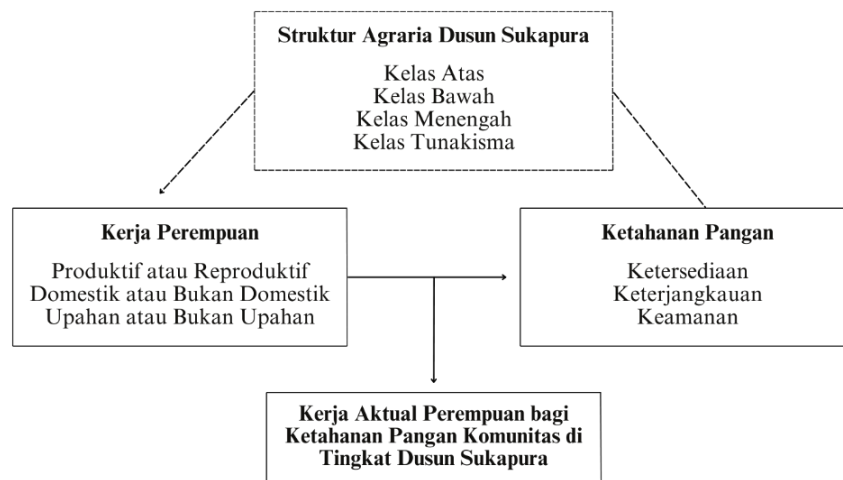 Struktur Agraria Dusun Sukapura
Kelas Atas
Kelas Bawah
Kelas Menengah
Kelas Tunakisma
Kerja Perempuan
Produktif atau Reproduktif
Domestik atau Bukan Domestik
Upahan atau Bukan Upahan
Ketahanan Pangan
Ketersediaan
Keterjangkauan
Keamanan
Kerja Aktual Perempuan bagi
Ketahanan Pangan Komunitas di
Tingkat Dusun Sukapura